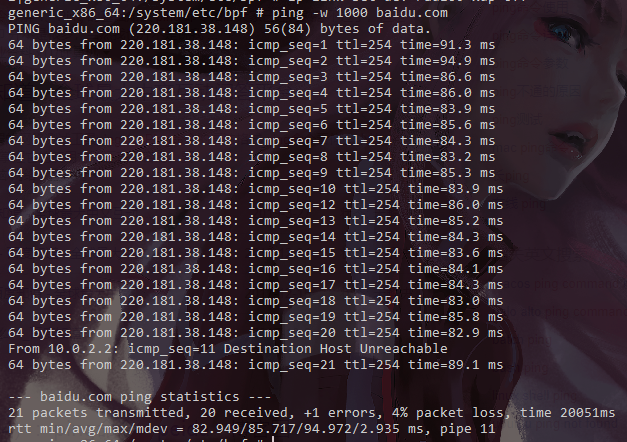 generic_x86_64:/system/etc/bpf # ping -w 1000 baidu.com
PING baidu.com (220.181.38.148) 56(84) bytes of data.
64 bytes from 220.181.38.148: icmp_seq=1 ttl=254 time=91.3 ms
64 bytes from 220.181.38.148: icmp_seq=2 ttl=254 time=94.9 ms
64 bytes from 220.181.38.148: icmp_seq=3 ttl=254 time=86.6 ms
64 bytes from 220.181.38.148: icmp_seq=4 ttl=254 time=86.0 ms
64 bytes from 220.181.38.148: icmp_seq=5 ttl=254 time=83.9 ms
64 bytes from 220.181.38.148: icmp_seq=6 ttl=254 time=85.6 ms
64 bytes from 220.181.38.148: icmp_seq=7 ttl=254 time=84.3 ms
64 bytes from 220.181.38.148: icmp_seq=8 ttl=254 time=83.2 ms
64 bytes from 220.181.38.148: icmp_seq=9 ttl=254 time=85.3 ms
64 bytes from 220.181.38.148: icmp_seq=10 ttl=254 time=83.9 ms
64 bytes from 220.181.38.148: icmp_seq=12 ttl=254 time=86.0 ms
64 bytes from 220.181.38.148: icmp_seq=13 ttl=254 time=85.2 ms
64 bytes from 220.181.38.148: icmp_seq=14 ttl=254 time=84.3 ms
64 bytes from 220.181.38.148: icmp_seq=15 ttl=254 time=83.6 ms
64 bytes from 220.181.38.148: icmp_seq=16 ttl=254 time=84.1 ms
64 bytes from 220.181.38.148: icmp_seq=17 ttl=254 time=84.3 ms
64 bytes from 220.181.38.148: icmp_seq=18 ttl=254 time=83.0 ms
64 bytes from 220.181.38.148: icmp_seq=19 ttl=254 time=85.8 ms
64 bytes from 220.181.38.148: icmp_seq=20 ttl=254 time=82.9 ms
From 10.0.2.2: icmp_seq=11 Destination Host Unreachable
64 bytes from 220.181.38.148: icmp_seq=21 ttl=254 time=89.1 ms
--- baidu.com ping statistics ---
21 packets transmitted, 20 received, +1 errors, 4% packet loss, time 20051ms
rtt min/avg/max/mdev = 82.949/85.717/94.972/2.935 ms, pipe 11